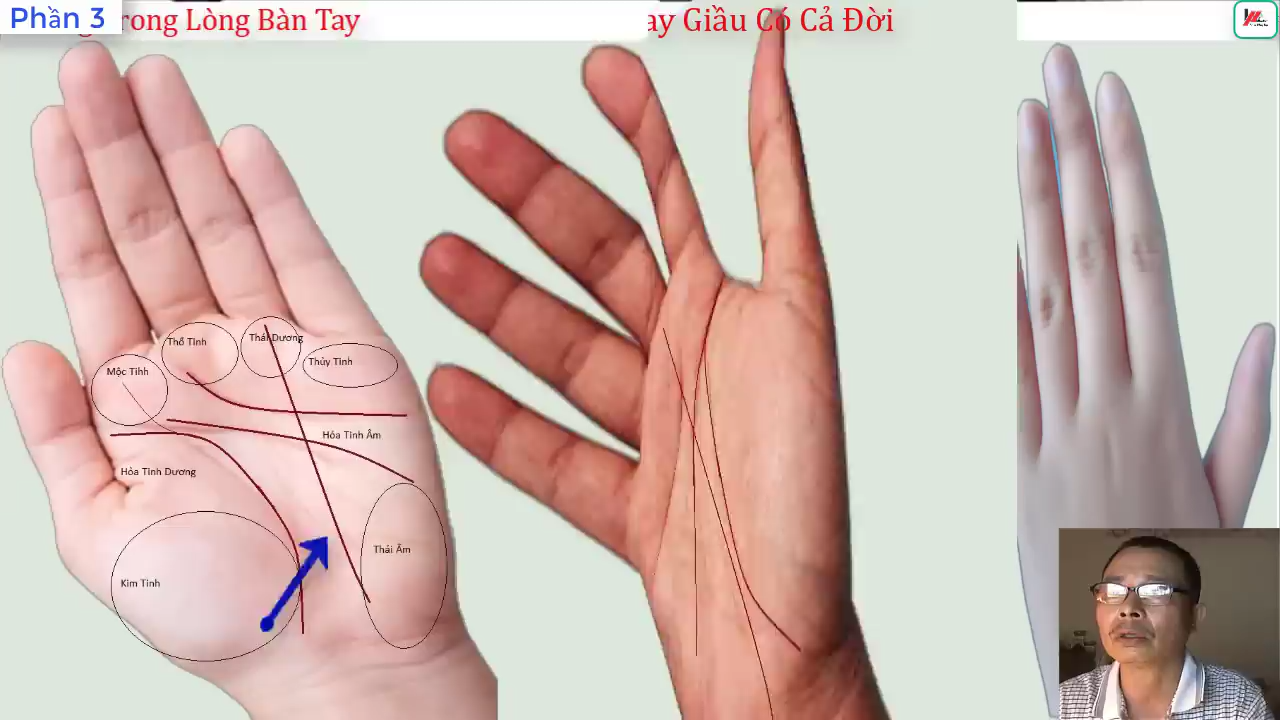 Phần 3
rong Lòng Bàn Tay
ay Giầu Có Cả Đời
Thổ Tinh
Thái Dương
Thủy Tinh
Mộc Tinh
Hỏa Tinh Âm
Hỏa Tinh Dương
Thái Âm
Kim Tinh